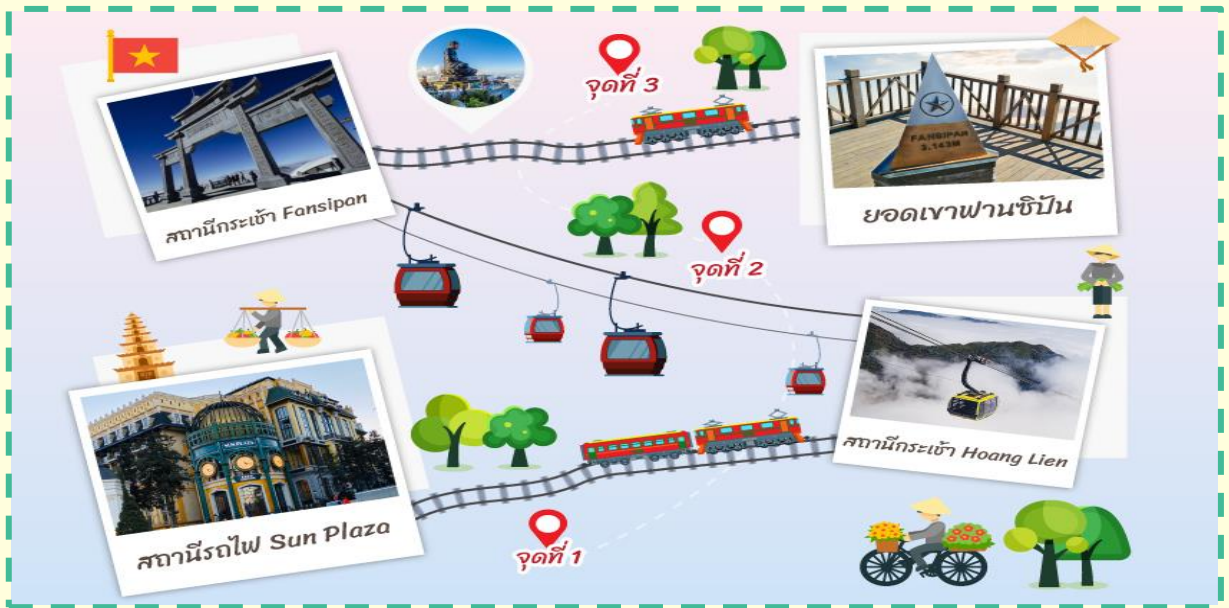 จุดที่ 3
FANSIPAN
3.143M
สถานีกระเช้า Fansipan
ยอดเขาฟานซิปัน
จุดที่ 2
SUN PLAZA
สถานีกระเช้า Hoang Lien
สถานีรถไฟ Sun Plaza
จุดที่ 1